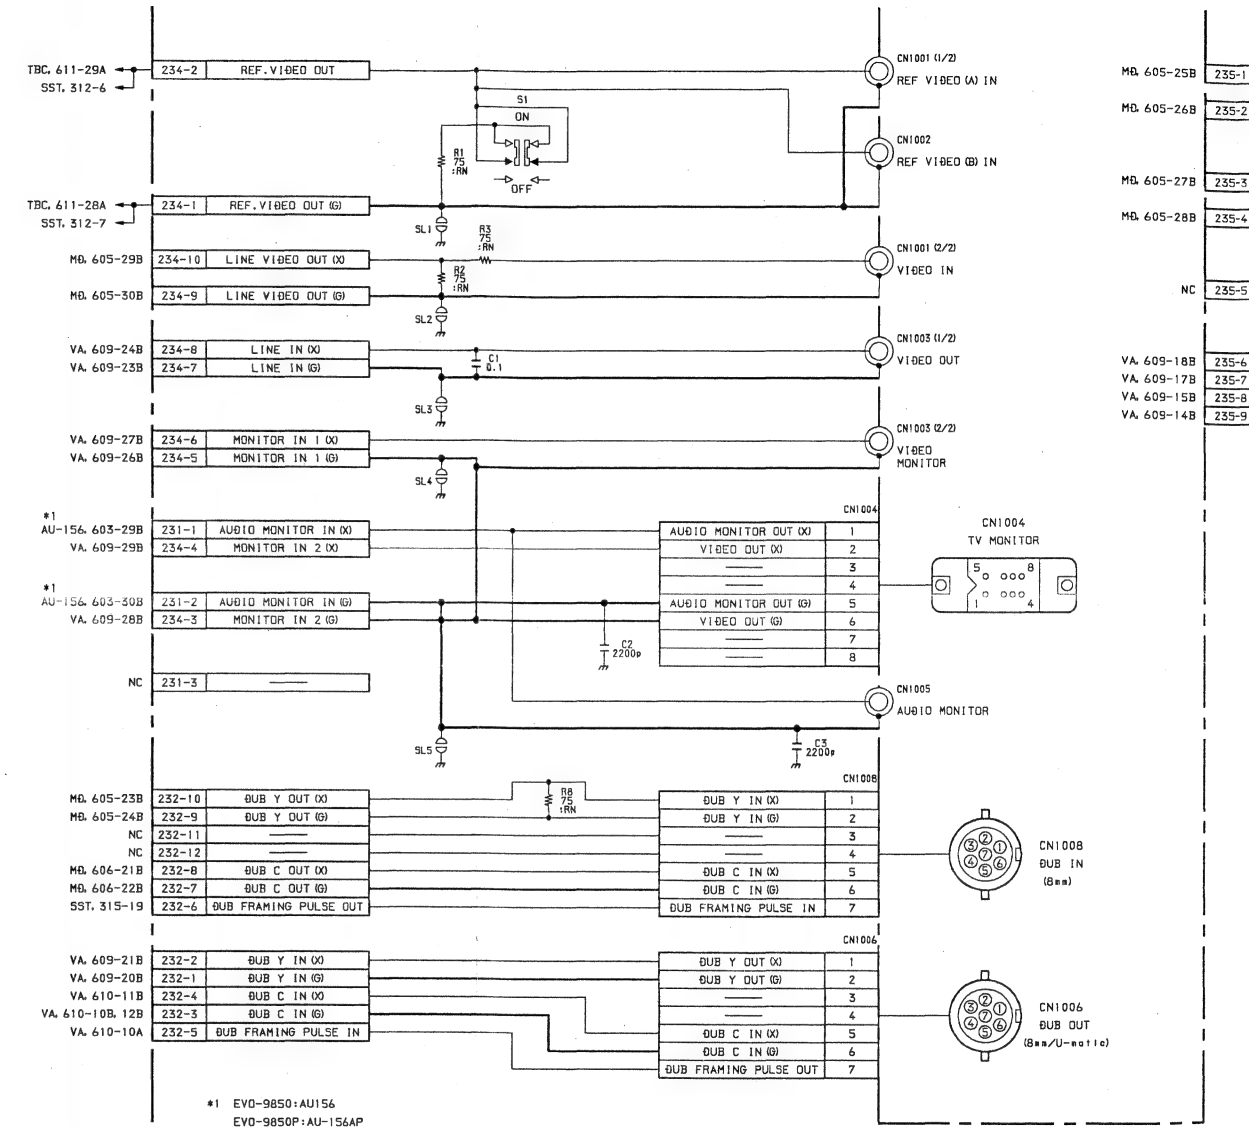 TBC. 611-29A
SST. 312-6
234-2 REF.VIDEO OUT
CN1001 (1/2)
REF VIDEO (A) IN
S1
ON
OFF
R1
75
:RN
CN1002
REF VIDEO (B) IN
TBC. 611-28A
SST. 312-7
234-1 REF.VIDEO OUT (G)
SL1
R3
75
:RN
MD. 605-29B 234-10 LINE VIDEO OUT (X)
CN1001 (2/2)
VIDEO IN
R2
75
:RN
MD. 605-30B 234-9 LINE VIDEO OUT (G)
SL2
VA. 609-24B 234-8 LINE IN (X)
VA. 609-23B 234-7 LINE IN (G)
C1
0.1
CN1003 (1/2)
VIDEO OUT
SL3
VA. 609-27B 234-6 MONITOR IN 1 (X)
VA. 609-26B 234-5 MONITOR IN 1 (G)
CN1003 (2/2)
VIDEO
MONITOR
SL4
*1
AU-156. 603-29B 231-1 AUDIO MONITOR IN (X)
VA. 609-29B 234-4 MONITOR IN 2 (X)
*1
AU-156. 603-30B 231-2 AUDIO MONITOR IN (G)
VA. 609-28B 234-3 MONITOR IN 2 (G)
NC 231-3
C2
2200p
CN1004
AUDIO MONITOR OUT (X) 1
VIDEO OUT (X) 2
3
4
AUDIO MONITOR OUT (G) 5
VIDEO OUT (G) 6
7
8
CN1004
TV MONITOR
5 8
1 4
CN1005
AUDIO MONITOR
SL5
C3
2200p
MD. 605-23B 232-10 DUB Y OUT (X)
MD. 605-24B 232-9 DUB Y OUT (G)
NC 232-11
NC 232-12
MD. 606-21B 232-8 DUB C OUT (X)
MD. 606-22B 232-7 DUB C OUT (G)
SST. 315-19 232-6 DUB FRAMING PULSE OUT
R8
75
:RN
CN1008
DUB Y IN (X) 1
DUB Y IN (G) 2
3
4
DUB C IN (X) 5
DUB C IN (G) 6
DUB FRAMING PULSE IN 7
2
3 1
7
4 6
5
CN1008
DUB IN
(8mm)
VA. 609-21B 232-2 DUB Y IN (X)
VA. 609-20B 232-1 DUB Y IN (G)
VA. 610-11B 232-4 DUB C IN (X)
VA. 610-10B. 12B 232-3 DUB C IN (G)
VA. 610-10A 232-5 DUB FRAMING PULSE IN
CN1006
DUB Y OUT (X) 1
DUB Y OUT (G) 2
3
4
DUB C IN (X) 5
DUB C IN (G) 6
DUB FRAMING PULSE OUT 7
2
3 1
7
4 6
5
CN1006
DUB OUT
(8mm/U-matic)
*1 EVO-9850:AU156
EVO-9850P:AU-156AP
MD. 605-25B 235-1
MD. 605-26B 235-2
MD. 605-27B 235-3
MD. 605-28B 235-4
NC 235-5
VA. 609-18B 235-6
VA. 609-17B 235-7
VA. 609-15B 235-8
VA. 609-14B 235-9